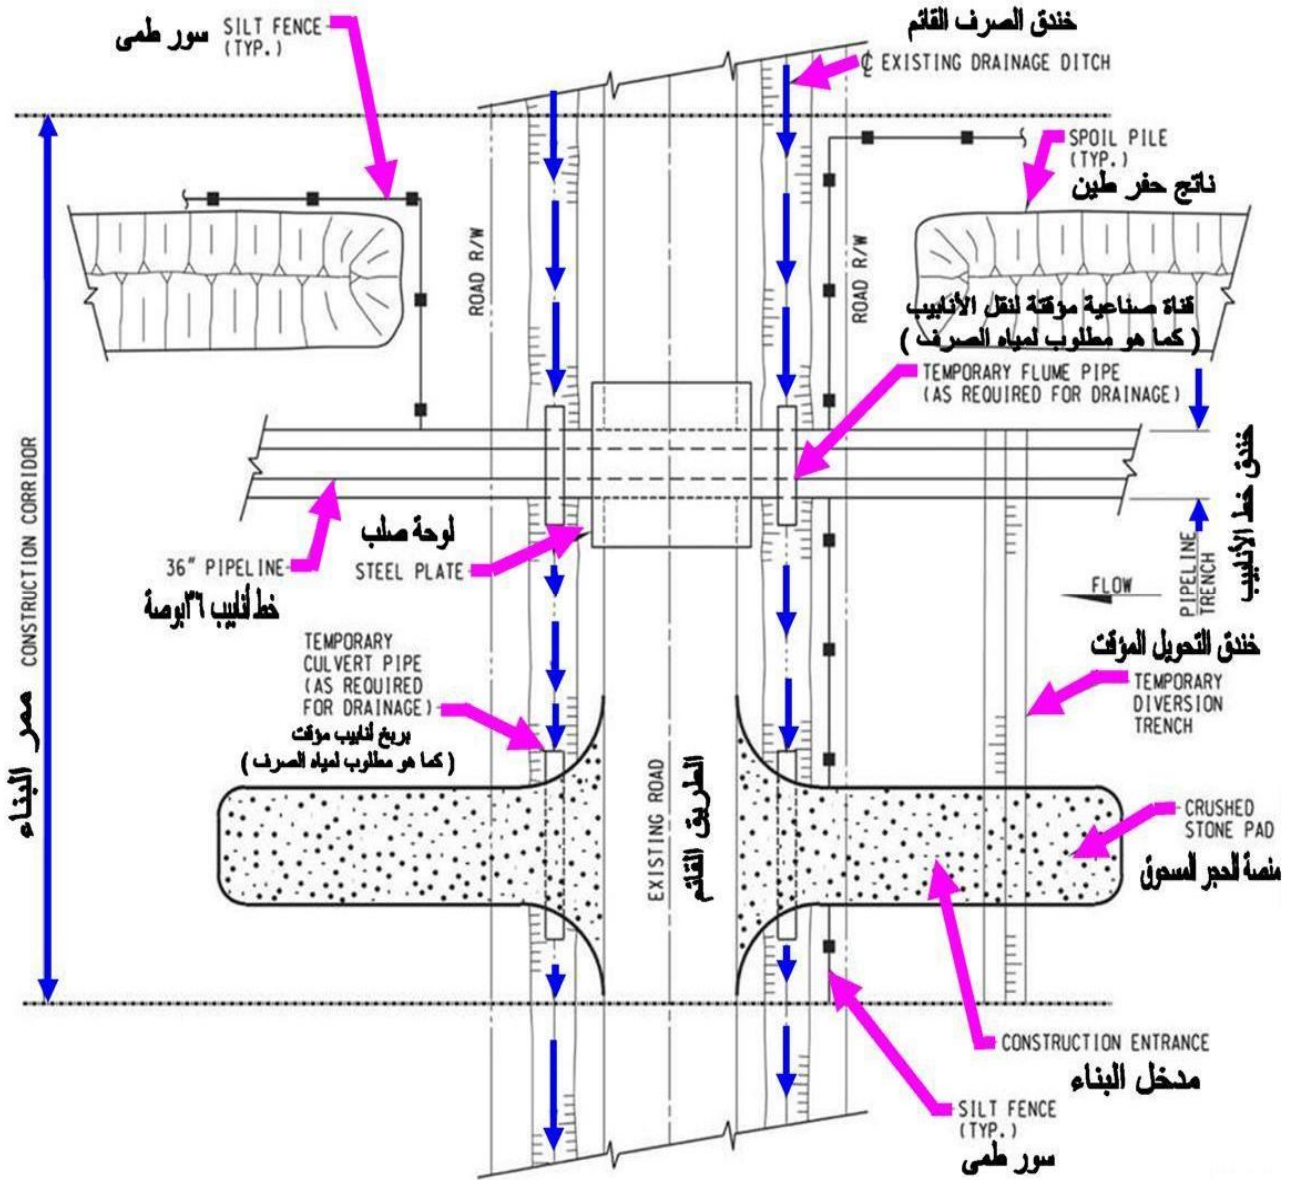 خندق الصرف القائم
SILT FENCE
(TYP.)
سور طمى
℄ EXISTING DRAINAGE DITCH
SPOIL PILE
(TYP.)
ناتج حفر طين
ROAD R/W
ROAD R/W
قناة صناعية مؤقتة لنقل الأنابيب
( كما هو مطلوب لمياه الصرف )
TEMPORARY FLUME PIPE
(AS REQUIRED FOR DRAINAGE)
CONSTRUCTION CORRIDOR
ممر البناء
خندق خط الأنابيب
PIPELINE
TRENCH
لوحة صلب
STEEL PLATE
36" PIPELINE
خط أنابيب ٣٦بوصة
FLOW
خندق التحويل المؤقت
TEMPORARY
DIVERSION
TRENCH
TEMPORARY
CULVERT PIPE
(AS REQUIRED
FOR DRAINAGE)
بربخ أنابيب مؤقت
( كما هو مطلوب لمياه الصرف )
EXISTING ROAD
الطريق القائم
CRUSHED
STONE PAD
منصة الحجر المسحوق
CONSTRUCTION ENTRANCE
مدخل البناء
SILT FENCE
(TYP.)
سور طمى